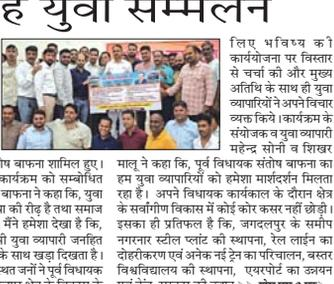 ह युवा सम्मेलन
लिए भविष्य की
कार्ययोजना पर विस्तार
से चर्चा की और मुख्य
अतिथि के साथ ही युवा
व्यापारियों ने अपने विचार
व्यक्त किये। कार्यक्रम के
संयोजक व युवा व्यापारी
महेन्द्र सोनी व शिखर
मालू ने कहा कि, पूर्व विधायक संतोष बाफना का
हम युवा व्यापारियों को हमेशा मार्गदर्शन मिलता
रहा है। अपने विधायक कार्यकाल के दौरान क्षेत्र
के सर्वांगीण विकास में कोई कोर कसर नहीं छोड़ी।
इसका ही प्रतिफल है कि, जगदलपुर के समीप
नगरनार स्टील प्लांट की स्थापना, रेल लाईन का
दोहरीकरण एवं अनेक नई ट्रेन का परिचालन, बस्तर
विश्वविद्यालय की स्थापना, एयरपोर्ट का उन्नयन
ोष बाफना शामिल हुए।
कार्यक्रम को सम्बोधित
बाफना ने कहा कि, युवा
ा की रीढ़ है तथा समाज
मैंने हमेशा देखा है कि,
ी युवा व्यापारी जनहित
के साथ खड़ा दिखता है।
स्थत जनों ने पूर्व विधायक